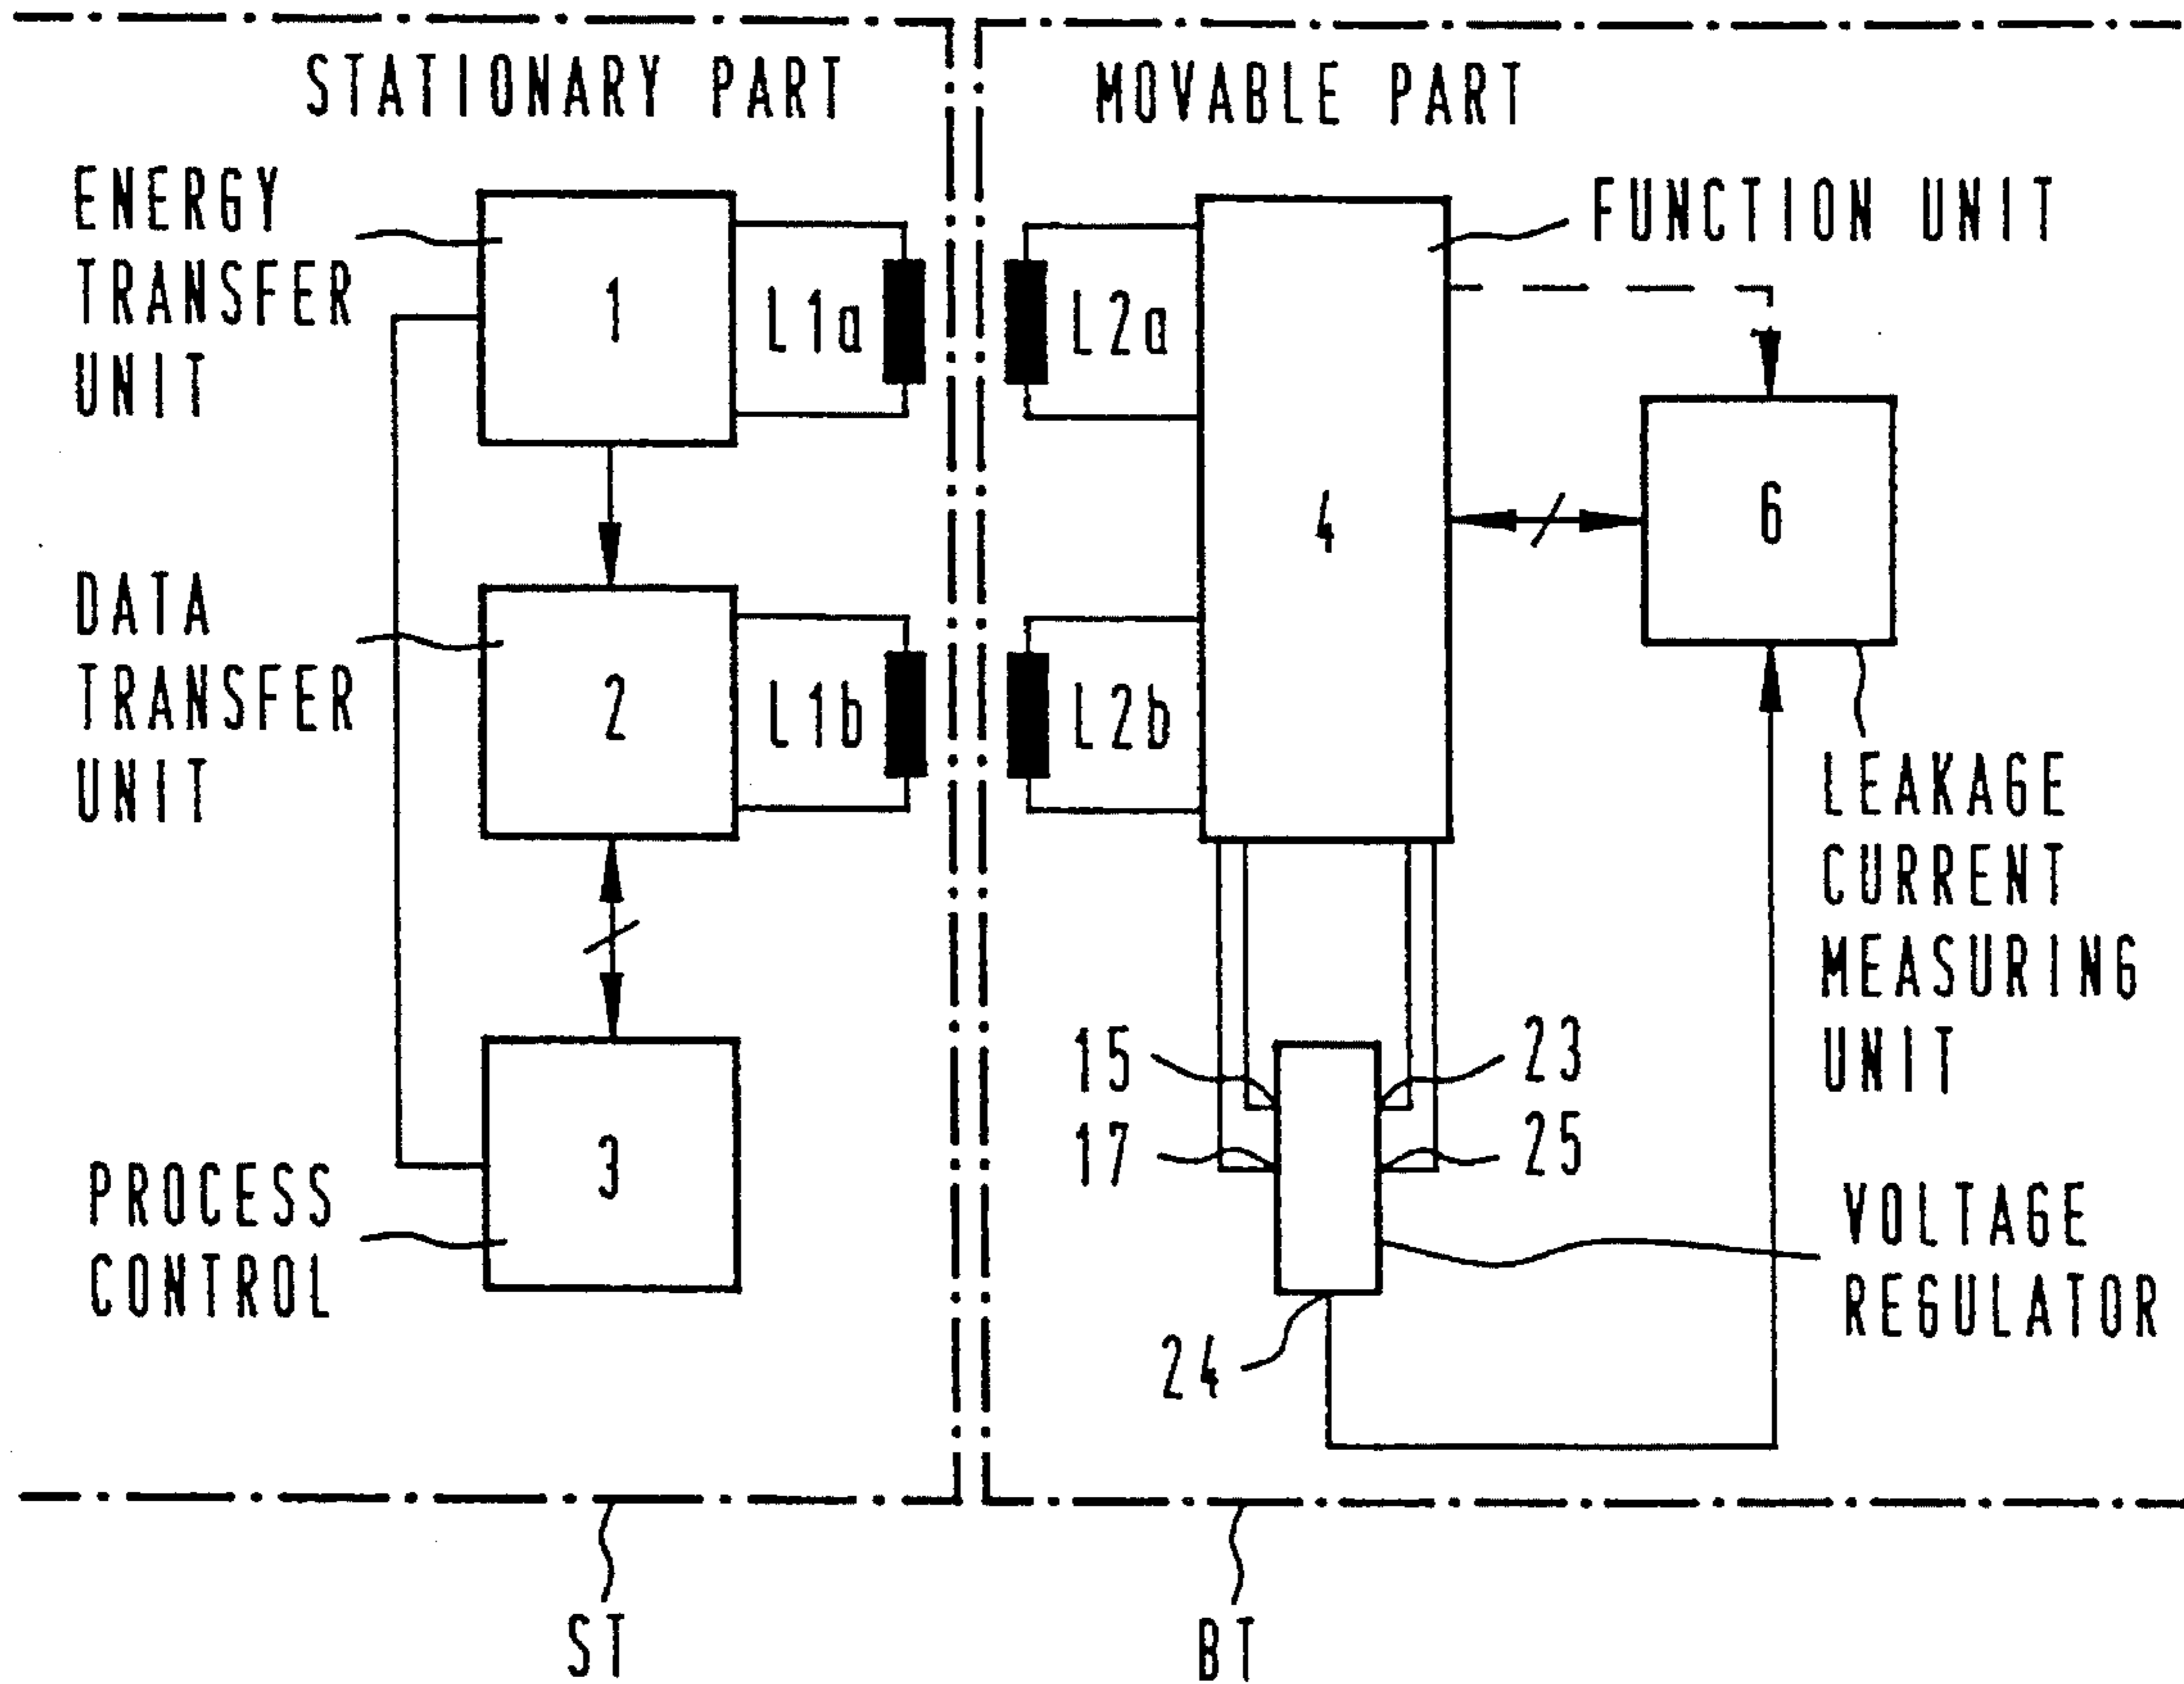 STATIONARY PART
MOVABLE PART
ENERGY
TRANSFER
UNIT
1
L1a
L2a
FUNCTION UNIT
4
6
DATA
TRANSFER
UNIT
2
L1b
L2b
LEAKAGE
CURRENT
MEASURING
UNIT
PROCESS
CONTROL
3
15
17
23
25
24
VOLTAGE
REGULATOR
ST
BT